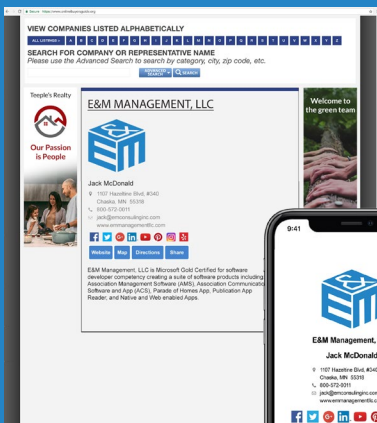 Secure https://www.onlinebuyersguide.org
VIEW COMPANIES LISTED ALPHABETICALLY
ALL LISTINGS A B C D E F G H I J K L M N O P Q R S T U V W X Y Z
SEARCH FOR COMPANY OR REPRESENTATIVE NAME
Please use the Advanced Search to search by category, city, zip code, etc.
ADVANCED SEARCH
SEARCH
Teeple's Realty
Our Passion
is People
E&M MANAGEMENT, LLC
E&M
Jack McDonald
1107 Hazeltine Blvd, #340
Chaska, MN 55318
800-572-0011
jack@emconsultinginc.com
www.emmanagementllc.com
Website Map Directions Share
E&M Management, LLC is Microsoft Gold Certified for software
developer competency creating a suite of software products including
Association Management Software (AMS), Association Communicatio
Software and App (ACS), Parade of Homes App, Publication App
Reader, and Native and Web enabled Apps.
Welcome to
the green team
9:41
E&M
E&M Management,
Jack McDonald
1107 Hazeltine Blvd, #340
Chaska, MN 55318
800-572-0011
jack@emconsultinginc.com
www.emmanagementllc.c